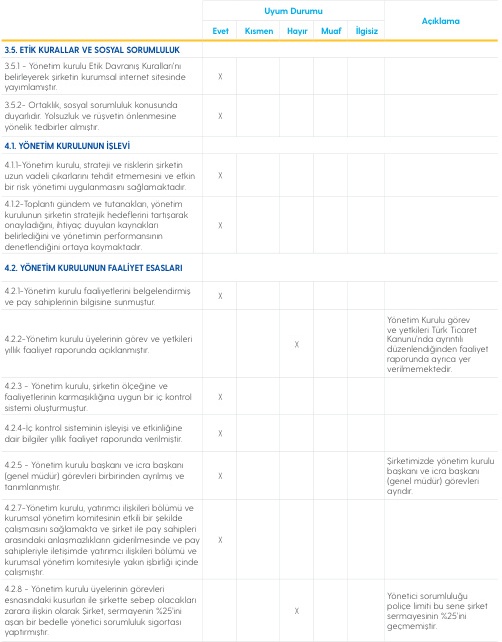 Uyum Durumu
Açıklama
Evet Kısmen Hayır Muaf İlgisiz
3.5. ETİK KURALLAR VE SOSYAL SORUMLULUK
3.5.1 - Yönetim kurulu Etik Davranış Kuralları'nı
belirleyerek şirketin kurumsal internet sitesinde
yayımlamıştır.
X
3.5.2- Ortaklık, sosyal sorumluluk konusunda
duyarlıdır. Yolsuzluk ve rüşvetin önlenmesine
yönelik tedbirler almıştır.
X
4.1. YÖNETİM KURULUNUN İŞLEVİ
4.1.1-Yönetim kurulu, strateji ve risklerin şirketin
uzun vadeli çıkarlarını tehdit etmemesini ve etkin
bir risk yönetimi uygulanmasını sağlamaktadır.
X
4.1.2-Toplantı gündem ve tutanakları, yönetim
kurulunun şirketin stratejik hedeflerini tartışarak
onayladığını, ihtiyaç duyulan kaynakları
belirlediğini ve yönetimin performansının
denetlendiğini ortaya koymaktadır.
X
4.2. YÖNETİM KURULUNUN FAALİYET ESASLARI
4.2.1-Yönetim kurulu faaliyetlerini belgelendirmiş
ve pay sahiplerinin bilgisine sunmuştur.
X
4.2.2-Yönetim kurulu üyelerinin görev ve yetkileri
yıllık faaliyet raporunda açıklanmıştır.
X
Yönetim Kurulu görev
ve yetkileri Türk Ticaret
Kanunu'nda ayrıntılı
düzenlendiğinden faaliyet
raporunda ayrıca yer
verilmemektedir.
4.2.3 - Yönetim kurulu, şirketin ölçeğine ve
faaliyetlerinin karmaşıklığına uygun bir iç kontrol
sistemi oluşturmuştur.
X
4.2.4-İç kontrol sisteminin işleyişi ve etkinliğine
dair bilgiler yıllık faaliyet raporunda verilmiştir.
X
4.2.5 - Yönetim kurulu başkanı ve icra başkanı
(genel müdür) görevleri birbirinden ayrılmış ve
tanımlanmıştır.
X
Şirketimizde yönetim kurulu
başkanı ve icra başkanı
(genel müdür) görevleri
ayrıdır.
4.2.7-Yönetim kurulu, yatırımcı ilişkileri bölümü ve
kurumsal yönetim komitesinin etkili bir şekilde
çalışmasını sağlamakta ve şirket ile pay sahipleri
arasındaki anlaşmazlıkların giderilmesinde ve pay
sahipleriyle iletişimde yatırımcı ilişkileri bölümü ve
kurumsal yönetim komitesiyle yakın işbirliği içinde
çalışmıştır.
X
4.2.8 - Yönetim kurulu üyelerinin görevleri
esnasındaki kusurları ile şirkette sebep olacakları
zarara ilişkin olarak Şirket, sermayenin %25'ini
aşan bir bedelle yönetici sorumluluk sigortası
yaptırmıştır.
X
Yönetici sorumluluğu
poliçe limiti bu sene şirket
sermayesinin %25'ini
geçmemiştir.